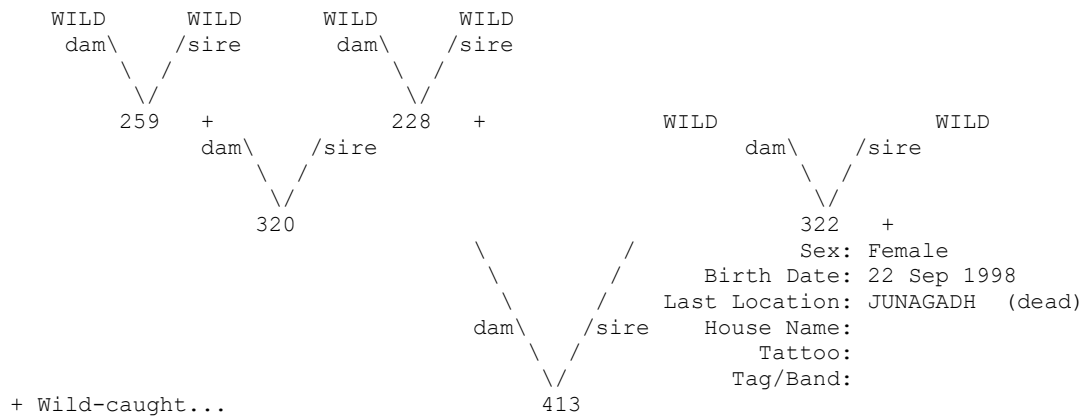 WILD WILD WILD WILD
dam\ /sire dam\ /sire
\ / \ /
\/ \/
259 + 228 + WILD WILD
dam\ /sire dam\ /sire
\ / \ /
\/ \/
320 322 +
\ / Sex: Female
\ / Birth Date: 22 Sep 1998
\ / Last Location: JUNAGADH (dead)
dam\ /sire House Name:
\ / Tattoo:
\/ Tag/Band:
+ Wild-caught... 413